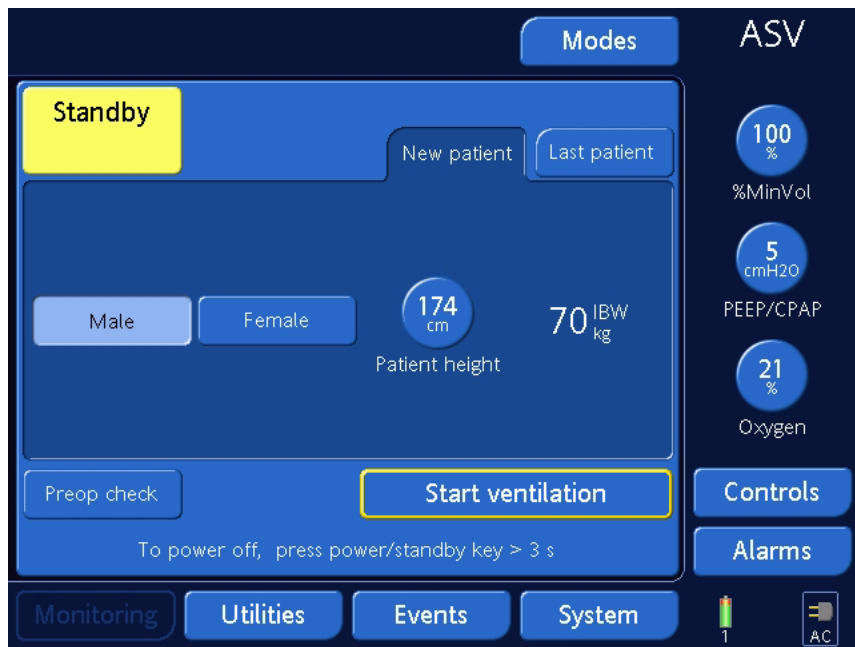 Modes
ASV
Standby
New patient
Last patient
100
%
%MinVol
5
cmH2O
PEEP/CPAP
Male
Female
174
cm
Patient height
70 IBW
kg
21
%
Oxygen
Preop check
Start ventilation
Controls
To power off, press power/standby key > 3 s
Alarms
Monitoring
Utilities
Events
System
1
AC